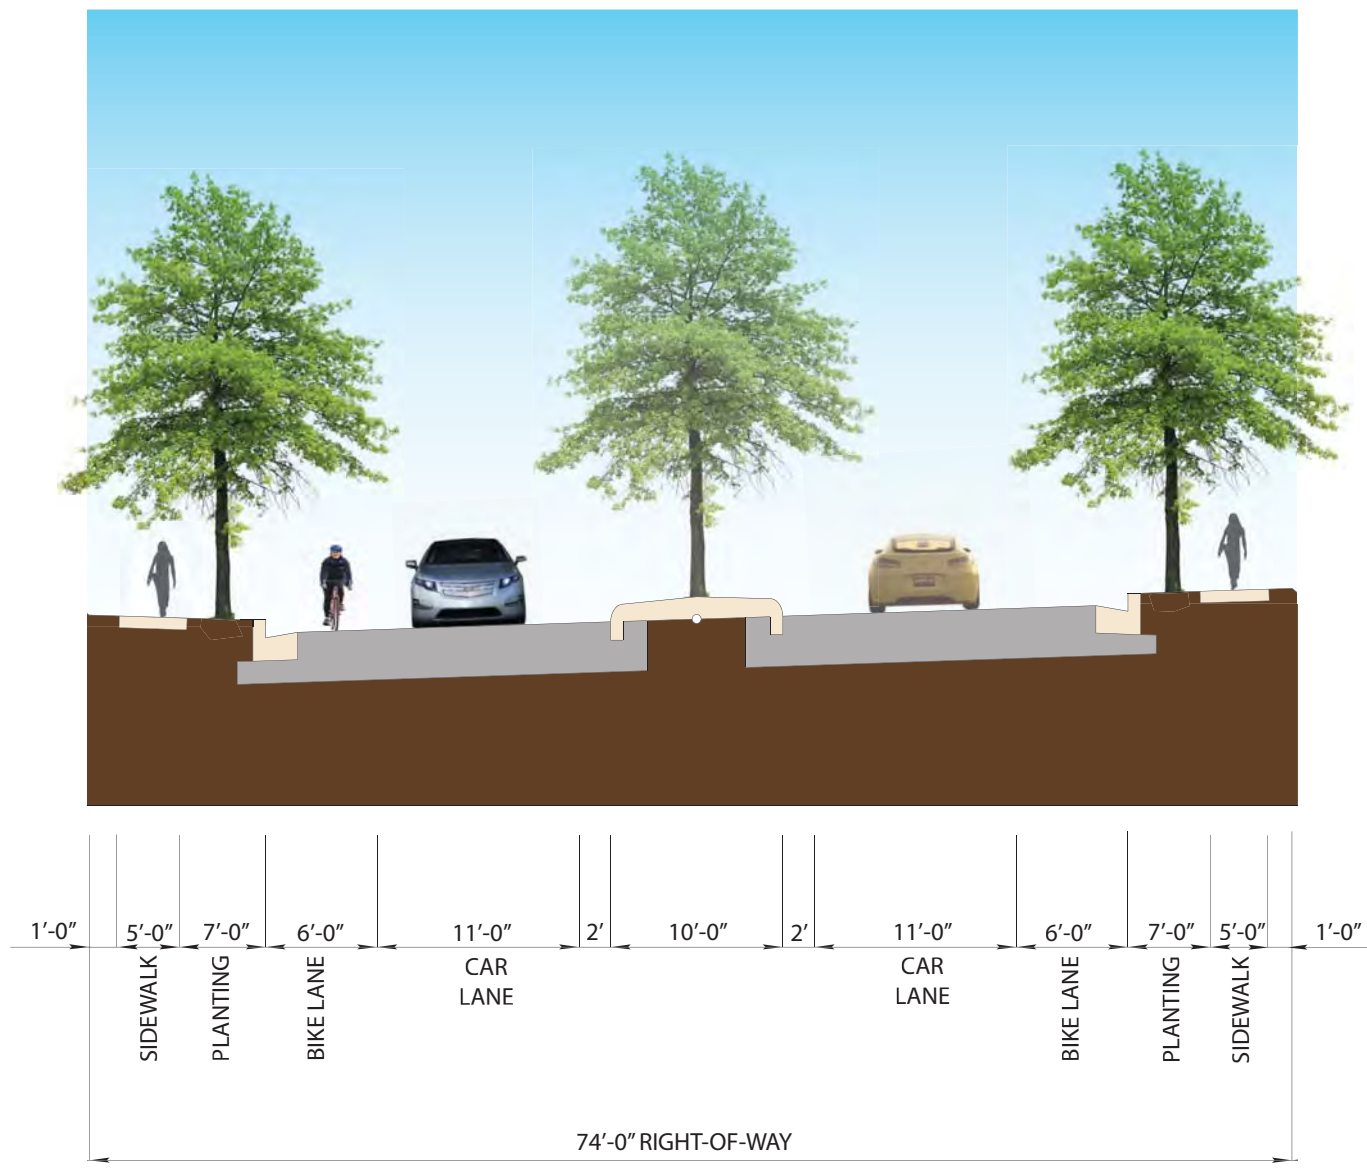 1’-0” 5’-0” 7’-0” 6’-0” 11’-0” 2’ 10’-0” 2’ 11’-0” 6’-0” 7’-0” 5’-0” 1’-0”
SIDEWALK
PLANTING
BIKE LANE
CAR
LANE
CAR
LANE
BIKE LANE
PLANTING
SIDEWALK
74’-0” RIGHT-OF-WAY